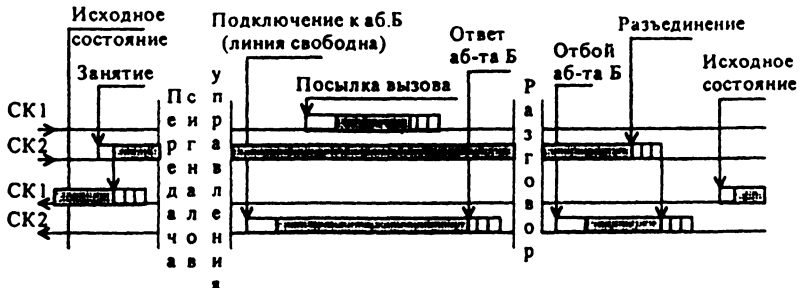 Исходное
состояние
Занятие
Передача
сигналов
управления
Подключение к аб.Б
(линия свободна)
Посылка вызова
Ответ
аб-та Б
Разговор
Отбой
аб-та Б
Разъединение
Исходное
состояние
СК1
СК2
СК1
СК2